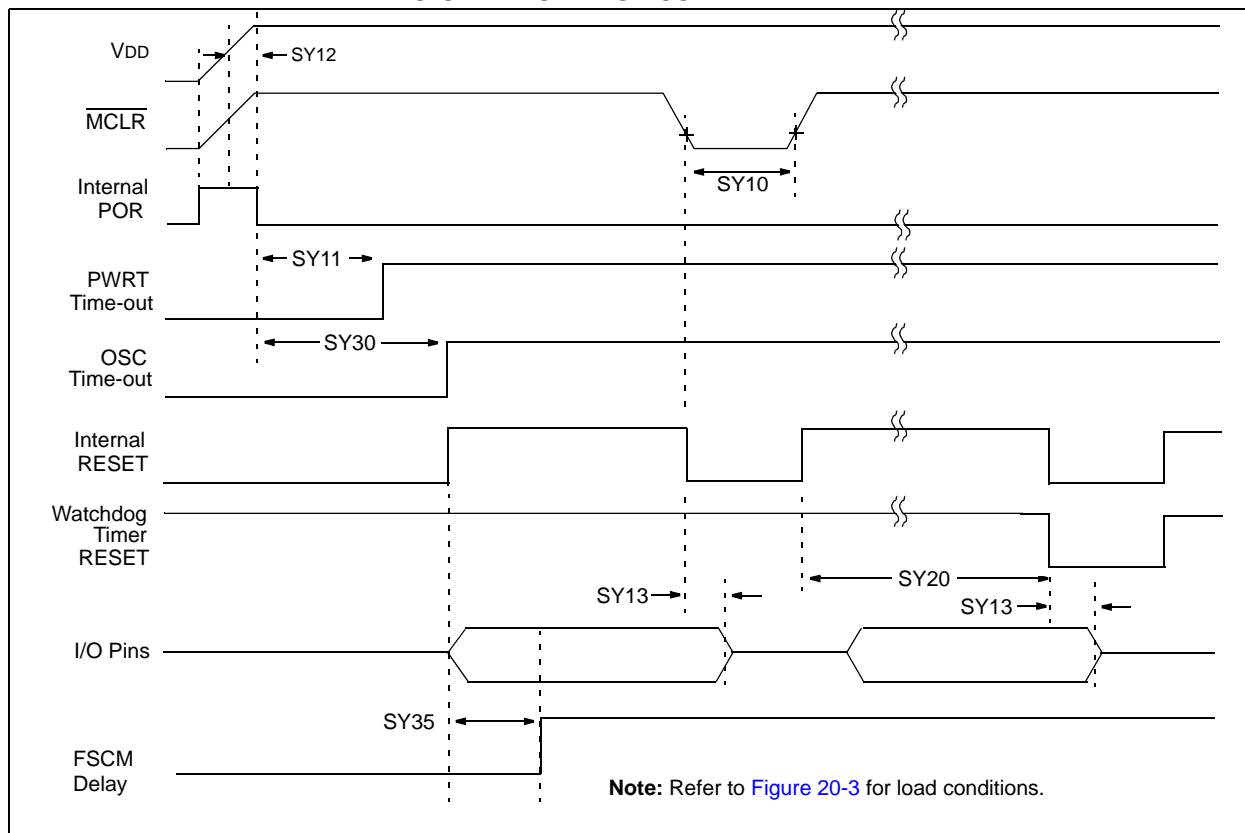 VDD
SY12
MCLR
SY10
Internal
POR
SY11
PWRT
Time-out
SY30
OSC
Time-out
Internal
RESET
Watchdog
Timer
RESET
SY20
SY13
SY13
I/O Pins
SY35
FSCM
Delay
Note: Refer to Figure 20-3 for load conditions.